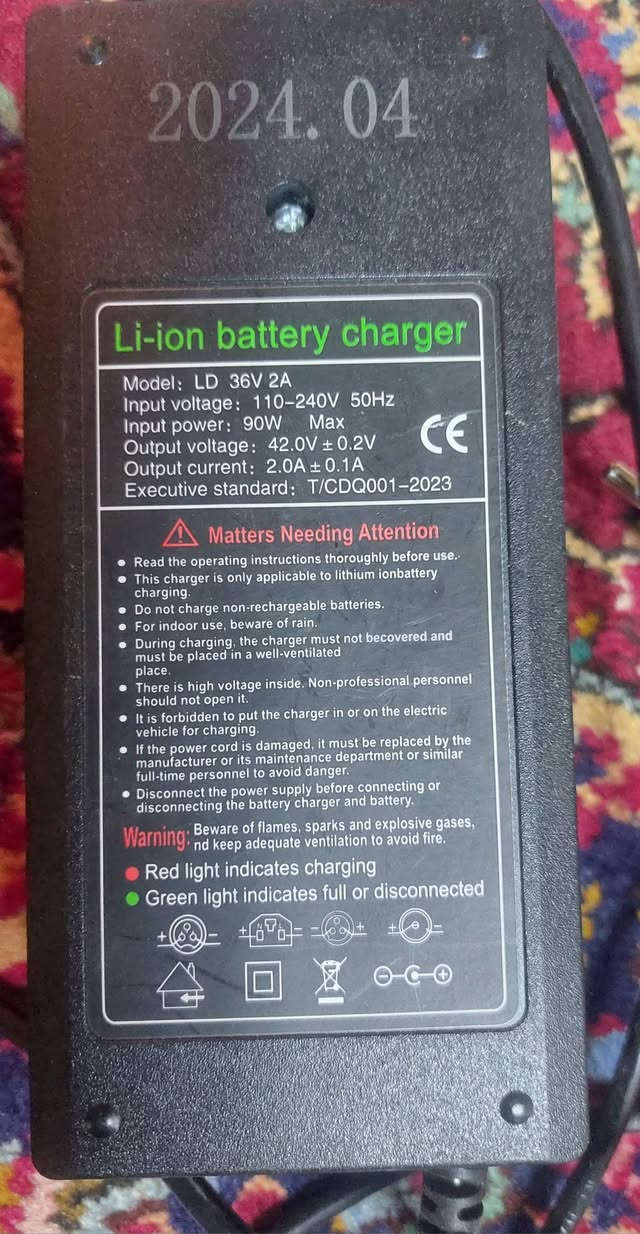 2024.04
Li-ion battery charger
Model: LD 36V 2A
Input voltage: 110-240V 50Hz
Input power: 90W Max
Output voltage: 42.0V ± 0.2V
Output current: 2.0A ± 0.1A
Executive standard: T/CDQ001-2023
CE
Matters Needing Attention
● Read the operating instructions thoroughly before use.
● This charger is only applicable to lithium ionbattery
charging.
● Do not charge non-rechargeable batteries.
● For indoor use, beware of rain.
● During charging, the charger must not becovered and
must be placed in a well-ventilated
place.
● There is high voltage inside. Non-professional personnel
should not open it.
● It is forbidden to put the charger in or on the electric
vehicle for charging.
● If the power cord is damaged, it must be replaced by the
manufacturer or its maintenance department or similar
full-time personnel to avoid danger.
● Disconnect the power supply before connecting or
disconnecting the battery charger and battery.
Warning: Beware of flames, sparks and explosive gases,
nd keep adequate ventilation to avoid fire.
● Red light indicates charging
● Green light indicates full or disconnected